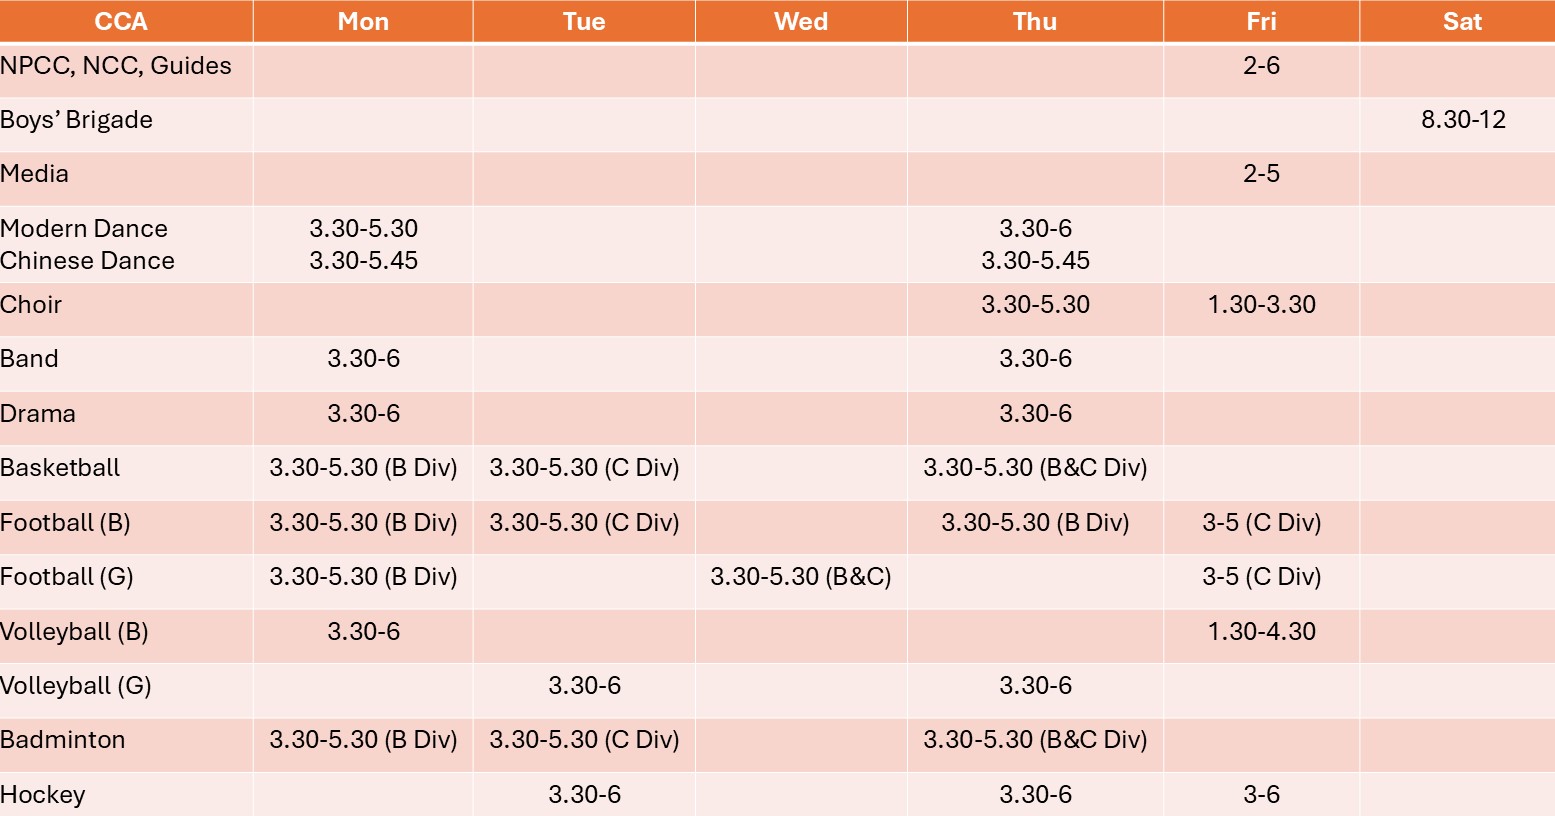 CCA Mon Tue Wed Thu Fri Sat
NPCC, NCC, Guides 2-6
Boys’ Brigade 8.30-12
Media 2-5
Modern Dance 3.30-5.30 3.30-6
Chinese Dance 3.30-5.45 3.30-5.45
Choir 3.30-5.30 1.30-3.30
Band 3.30-6 3.30-6
Drama 3.30-6 3.30-6
Basketball 3.30-5.30 (B Div) 3.30-5.30 (C Div) 3.30-5.30 (B&C Div)
Football (B) 3.30-5.30 (B Div) 3.30-5.30 (C Div) 3.30-5.30 (B Div) 3-5 (C Div)
Football (G) 3.30-5.30 (B Div) 3.30-5.30 (B&C) 3-5 (C Div)
Volleyball (B) 3.30-6 1.30-4.30
Volleyball (G) 3.30-6 3.30-6
Badminton 3.30-5.30 (B Div) 3.30-5.30 (C Div) 3.30-5.30 (B&C Div)
Hockey 3.30-6 3.30-6 3-6